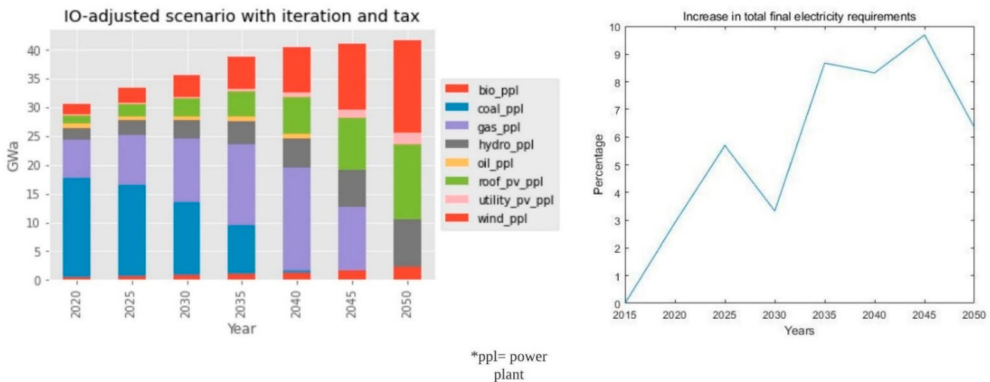 IO-adjusted scenario with iteration and tax
GWa
40
35
30
25
20
15
10
5
0
2020 2025 2030 2035 2040 2045 2050
Year
bio_ppl
coal_ppl
gas_ppl
hydro_ppl
oil_ppl
roof_pv_ppl
utility_pv_ppl
wind_ppl
Increase in total final electricity requirements
Percentage
10
9
8
7
6
5
4
3
2
1
0
2015 2020 2025 2030 2035 2040 2045 2050
Years
*ppl= power
plant